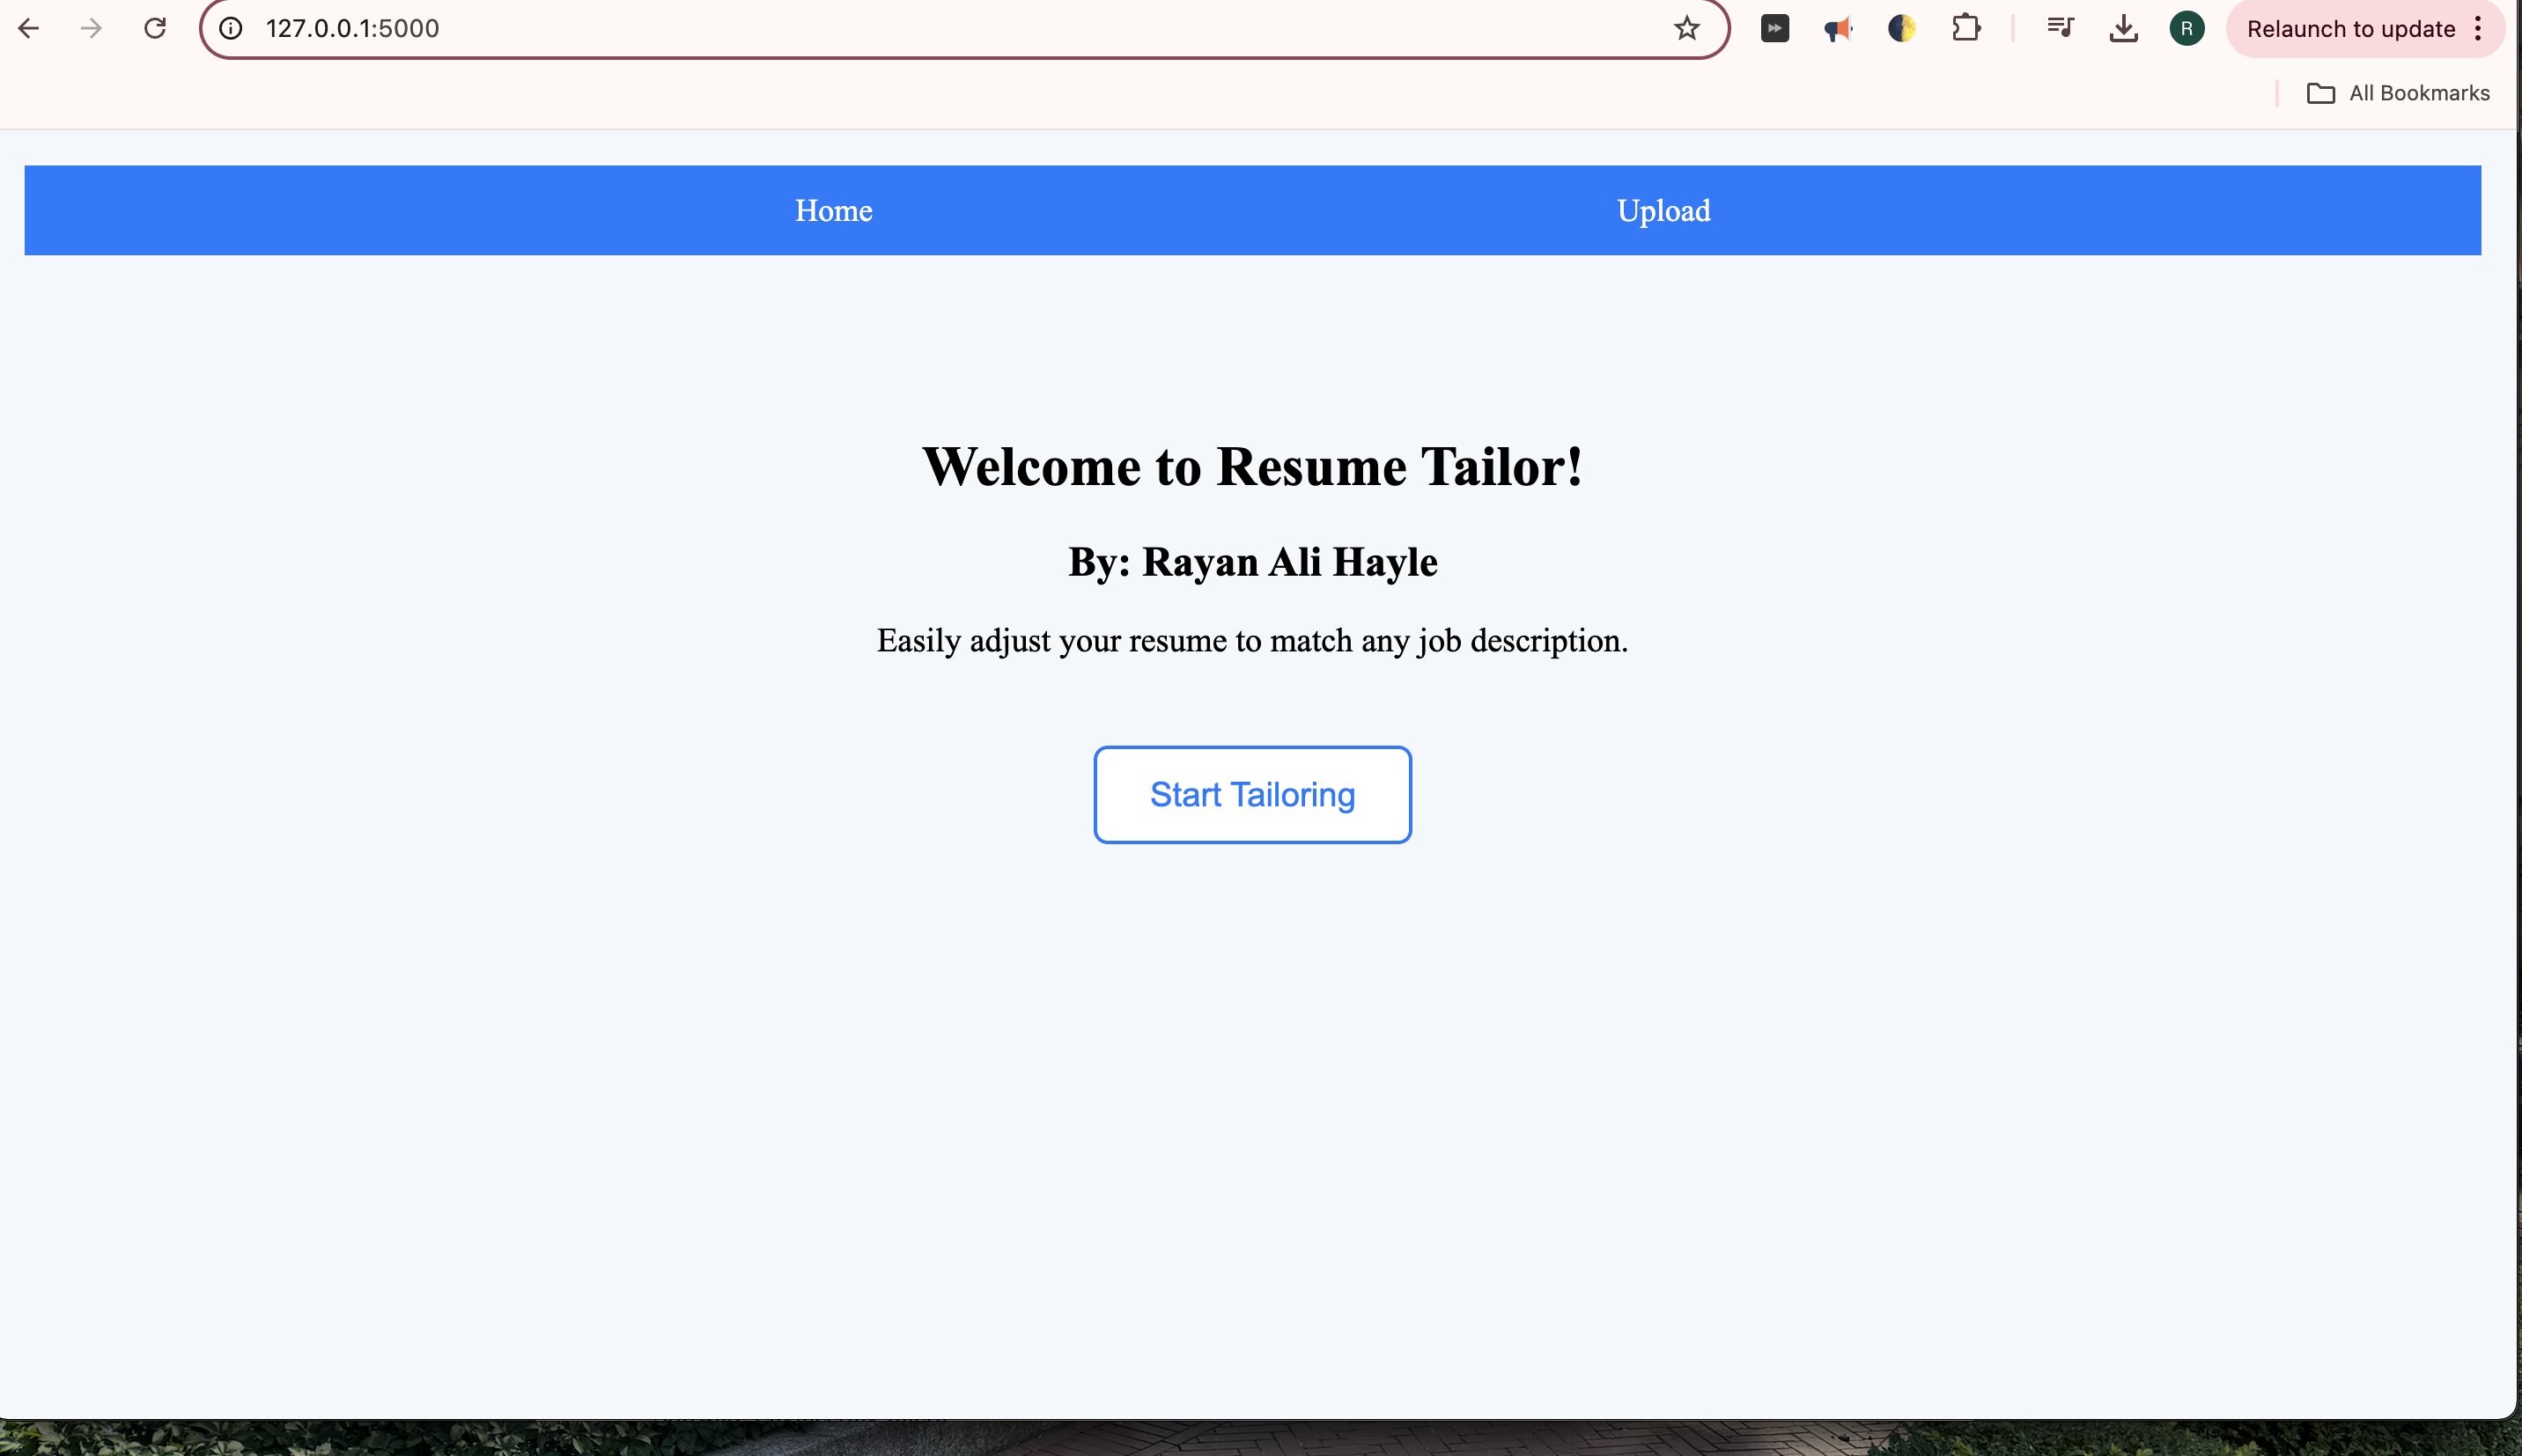 127.0.0.1:5000
R
Relaunch to update
All Bookmarks
Home
Upload
Welcome to Resume Tailor!
By: Rayan Ali Hayle
Easily adjust your resume to match any job description.
Start Tailoring